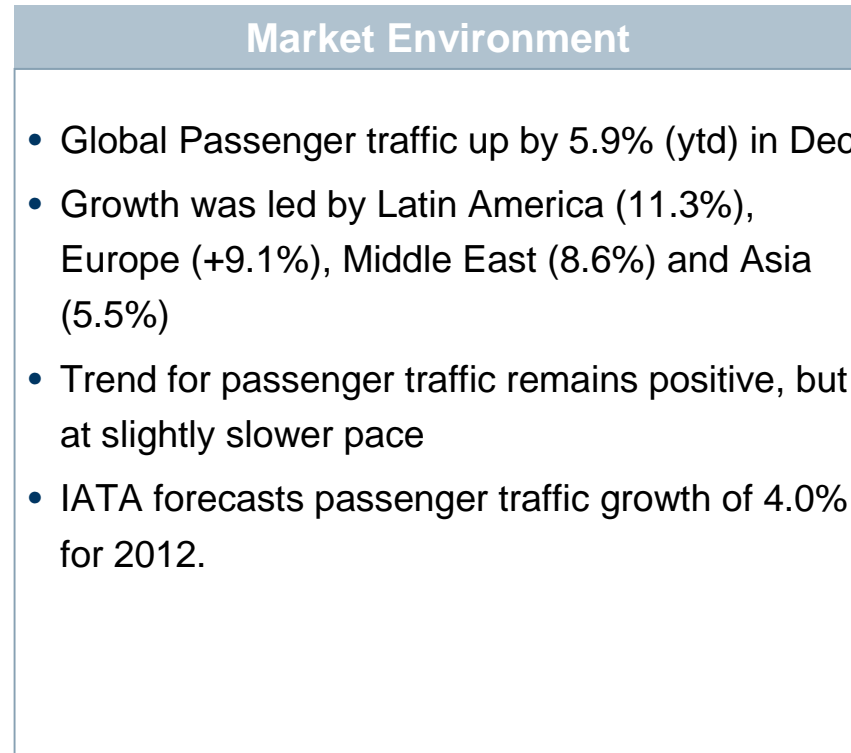 Market Environment
• Global Passenger traffic up by 5.9% (ytd) in Dec
• Growth was led by Latin America (11.3%),
Europe (+9.1%), Middle East (8.6%) and Asia
(5.5%)
• Trend for passenger traffic remains positive, but
at slightly slower pace
• IATA forecasts passenger traffic growth of 4.0%
for 2012.